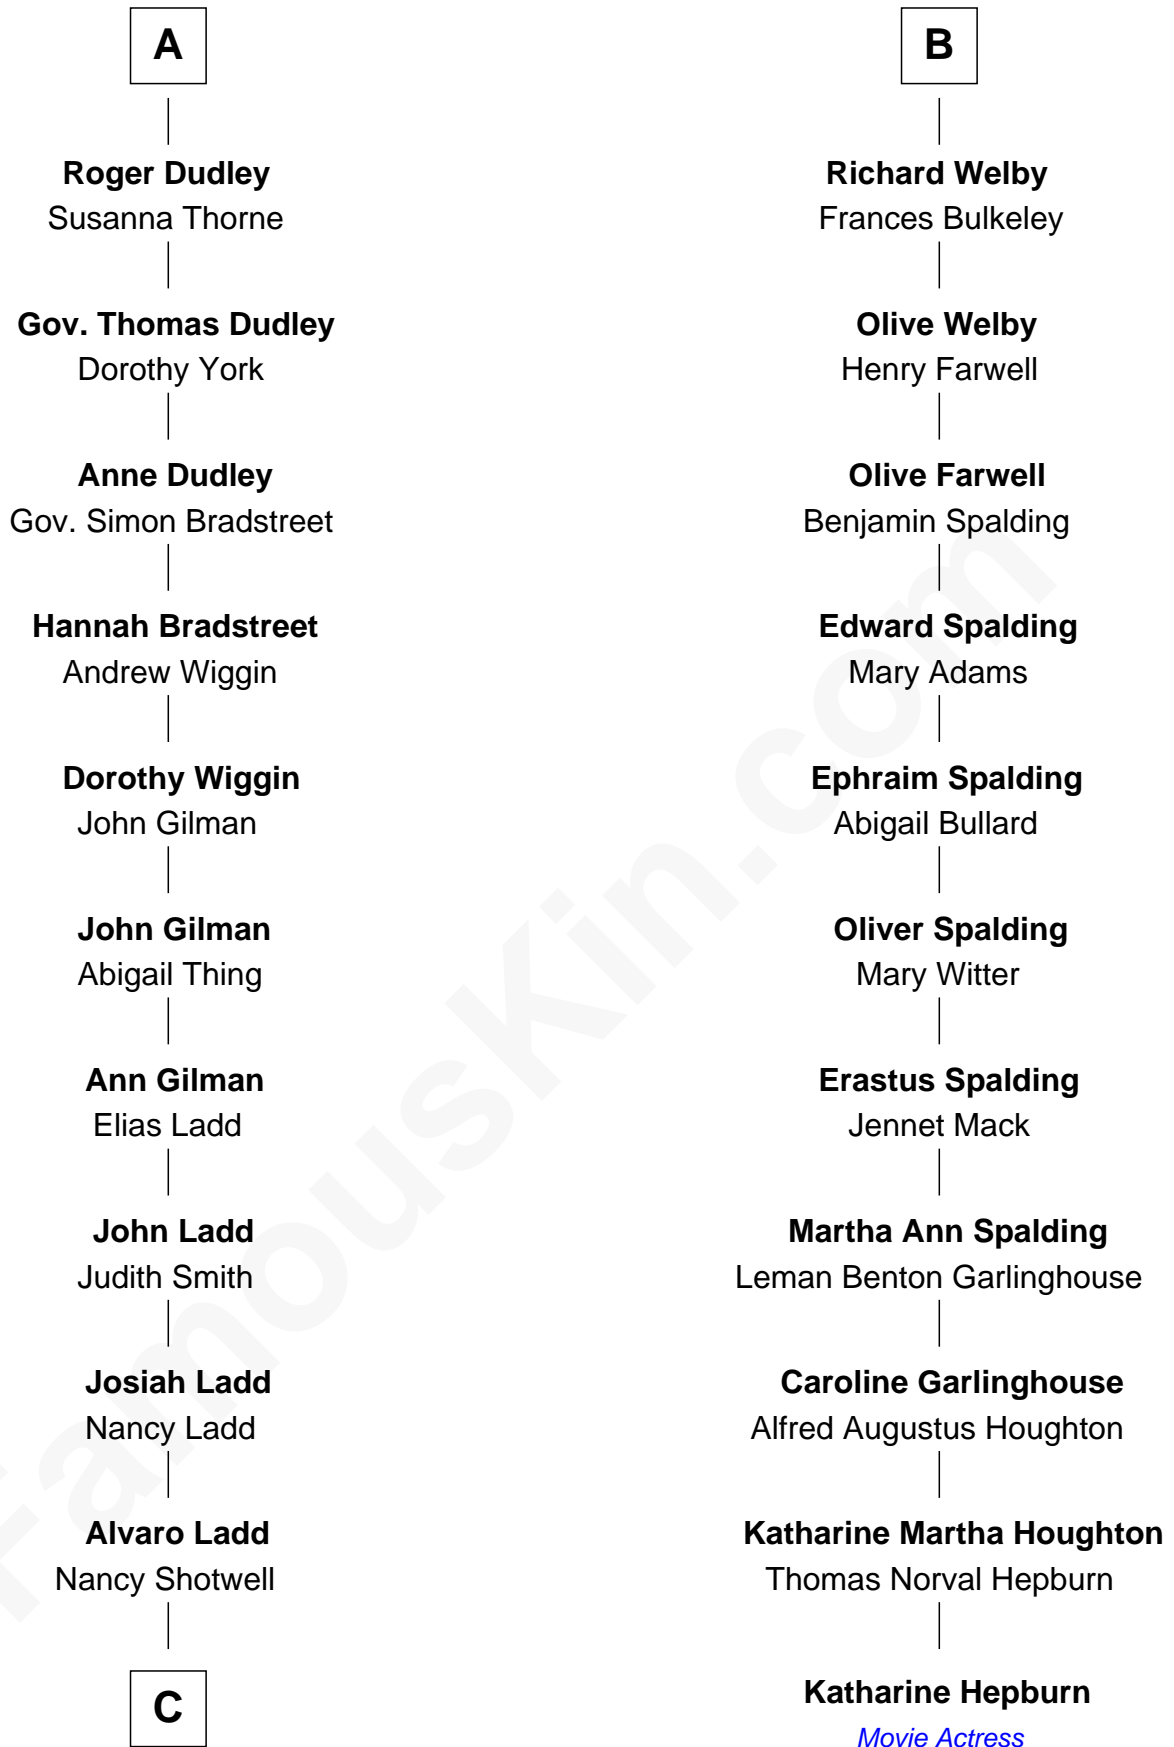 A
Roger Dudley
Susanna Thorne
Gov. Thomas Dudley
Dorothy York
Anne Dudley
Gov. Simon Bradstreet
Hannah Bradstreet
Andrew Wiggin
Dorothy Wiggin
John Gilman
John Gilman
Abigail Thing
Ann Gilman
Elias Ladd
John Ladd
Judith Smith
Josiah Ladd
Nancy Ladd
Alvaro Ladd
Nancy Shotwell
C
B
Richard Welby
Frances Bulkeley
Olive Welby
Henry Farwell
Olive Farwell
Benjamin Spalding
Edward Spalding
Mary Adams
Ephraim Spalding
Abigail Bullard
Oliver Spalding
Mary Witter
Erastus Spalding
Jennet Mack
Martha Ann Spalding
Leman Benton Garlinghouse
Caroline Garlinghouse
Alfred Augustus Houghton
Katharine Martha Houghton
Thomas Norval Hepburn
Katharine Hepburn
Movie Actress
FamousKin.com